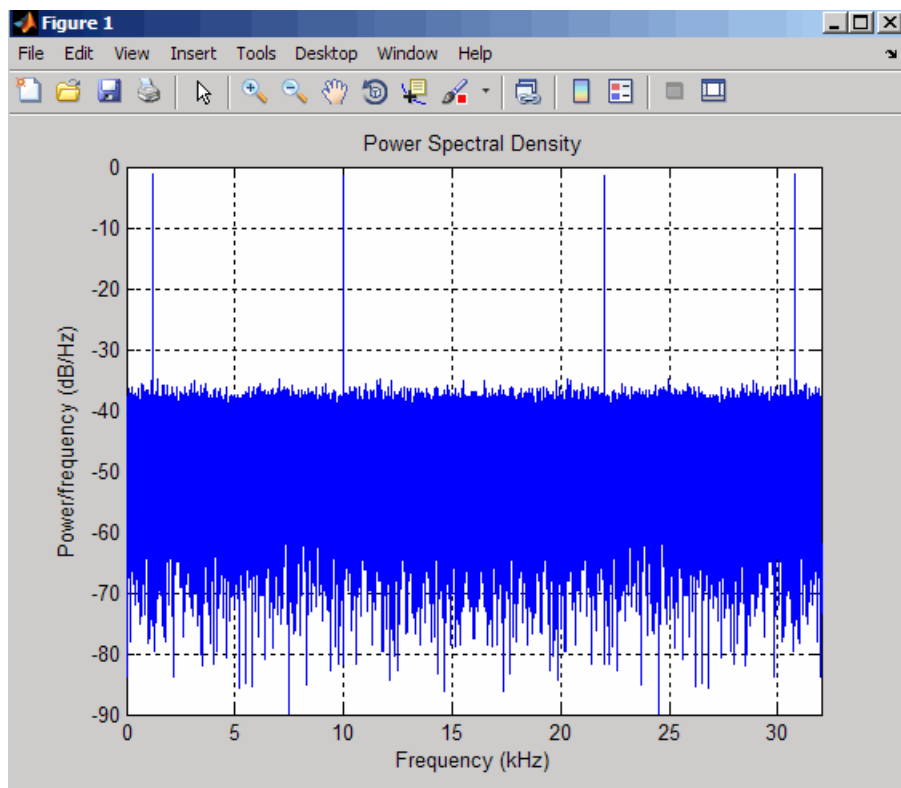 Figure 1
File Edit View Insert Tools Desktop Window Help
Power Spectral Density
0
-10
-20
-30
-40
-50
-60
-70
-80
-90
Power/frequency (dB/Hz)
0 5 10 15 20 25 30
Frequency (kHz)